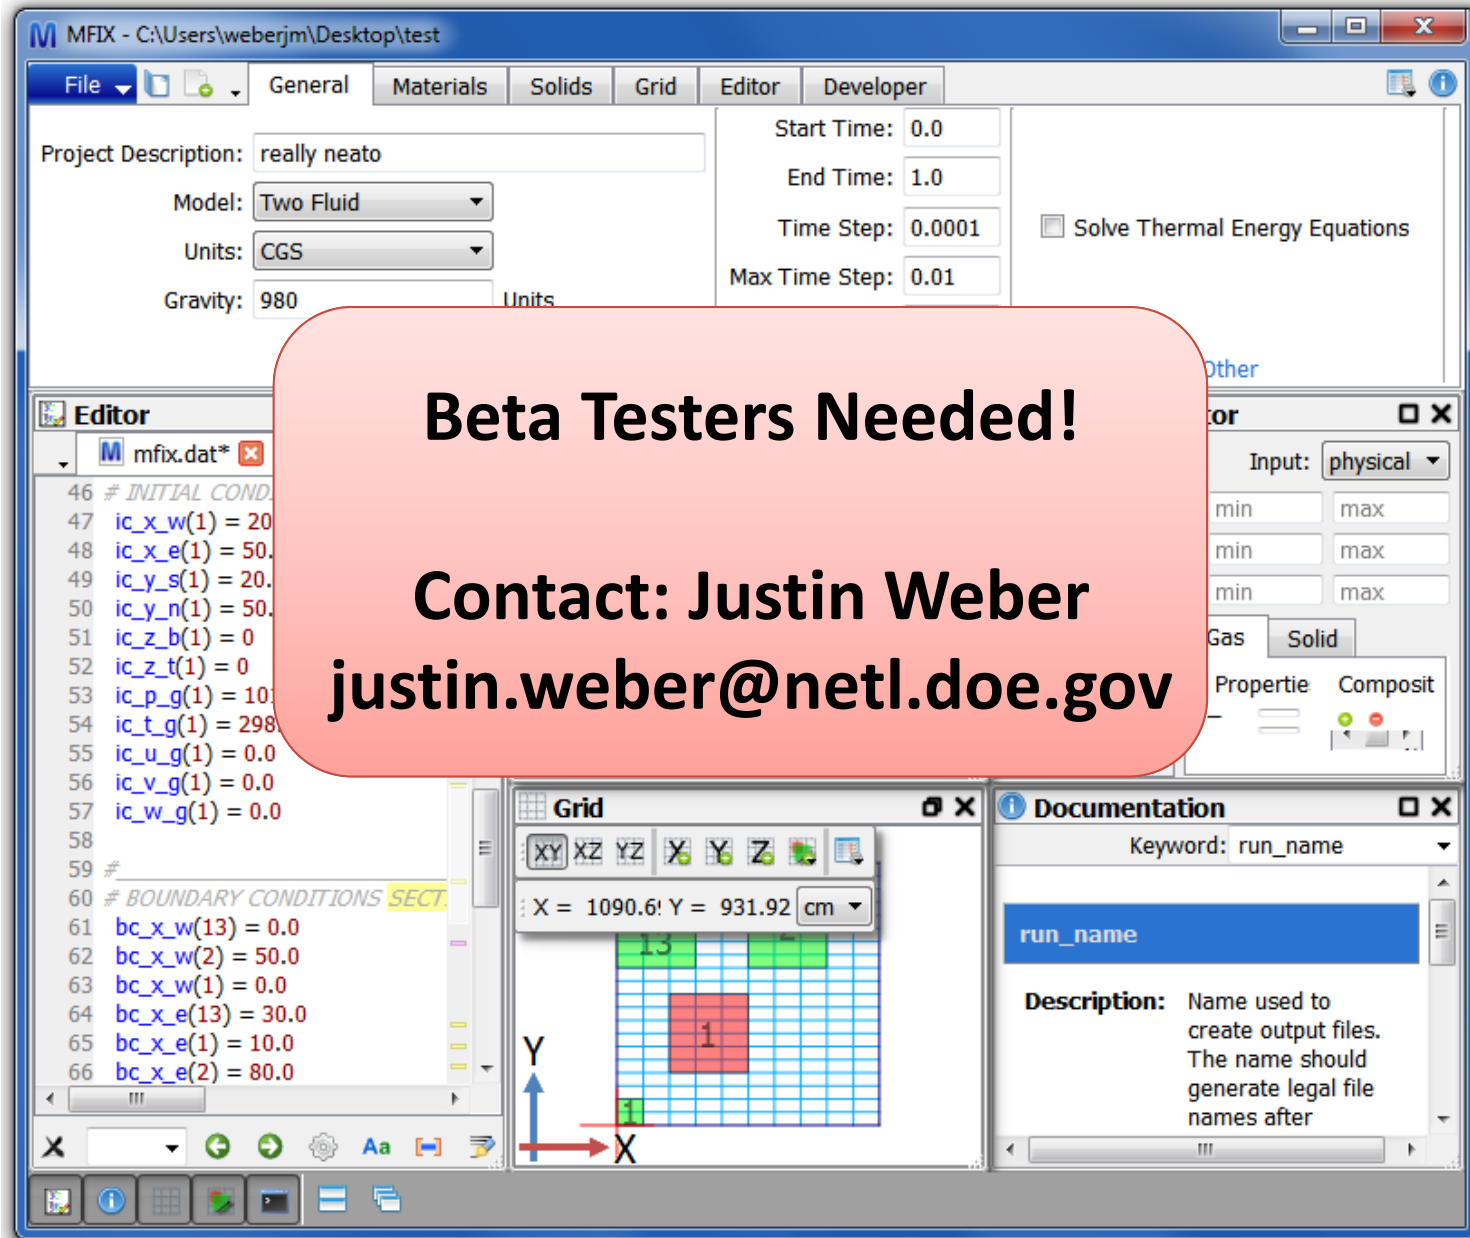 MFIX - C:\Users\weberjm\Desktop\test
File General Materials Solids Grid Editor Developer
Project Description: really neato
Model: Two Fluid
Units: CGS
Gravity: 980 Units
Start Time: 0.0
End Time: 1.0
Time Step: 0.0001
Max Time Step: 0.01
Solve Thermal Energy Equations
Other
Beta Testers Needed!
Contact: Justin Weber
justin.weber@netl.doe.gov
Editor
mfix.dat*
46 # INITIAL COND
47 ic_x_w(1) = 20
48 ic_x_e(1) = 50.
49 ic_y_s(1) = 20.
50 ic_y_n(1) = 50.
51 ic_z_b(1) = 0
52 ic_z_t(1) = 0
53 ic_p_g(1) = 10
54 ic_t_g(1) = 298
55 ic_u_g(1) = 0.0
56 ic_v_g(1) = 0.0
57 ic_w_g(1) = 0.0
58
59 #
60 # BOUNDARY CONDITIONS SECT
61 bc_x_w(13) = 0.0
62 bc_x_w(2) = 50.0
63 bc_x_w(1) = 0.0
64 bc_x_e(13) = 30.0
65 bc_x_e(1) = 10.0
66 bc_x_e(2) = 80.0
Aa
tor
Input: physical
min max
min max
min max
Gas Solid
Propertie Composit
Grid
XY XZ YZ X Y Z
X = 1090.6 Y = 931.92 cm
13 2
1
1
Y
X
Documentation
Keyword: run_name
run_name
Description: Name used to
create output files.
The name should
generate legal file
names after